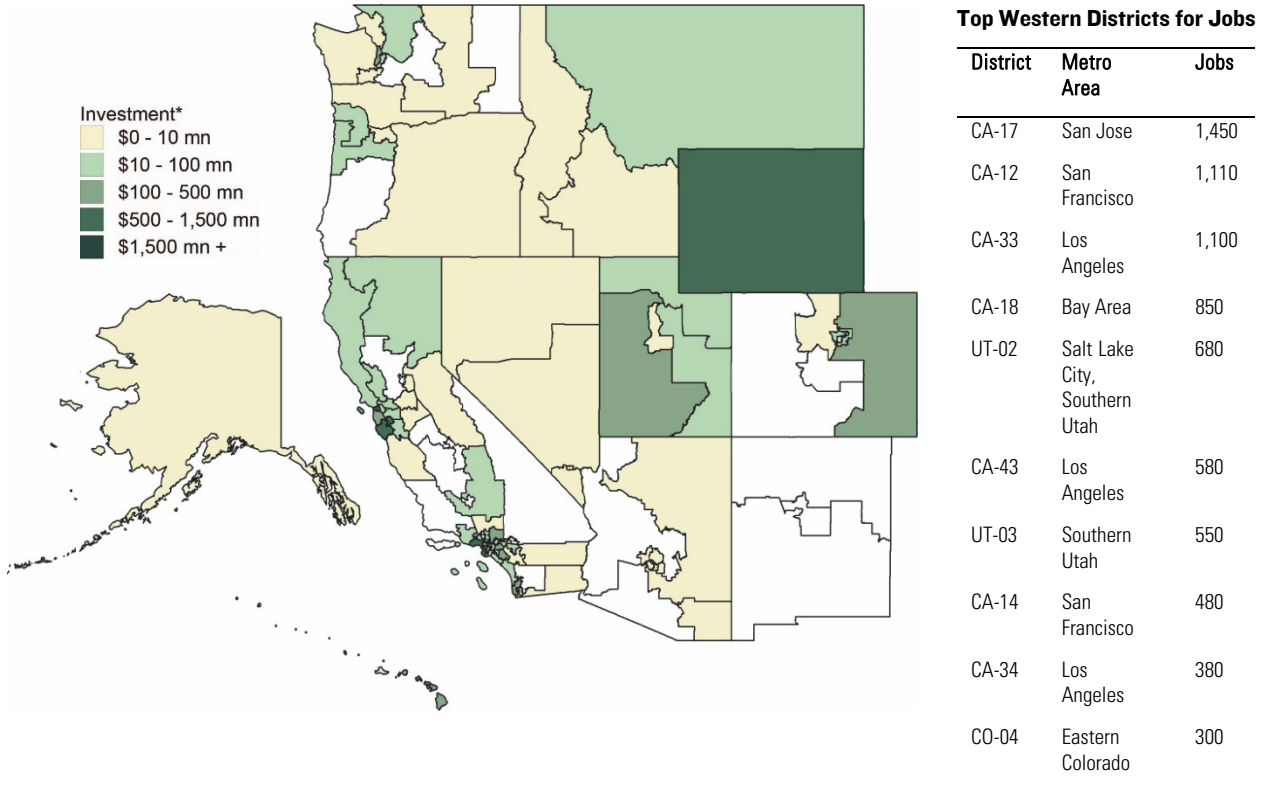 Top Western Districts for Jobs
District Metro Area Jobs
CA-17 San Jose 1,450
CA-12 San Francisco 1,110
CA-33 Los Angeles 1,100
CA-18 Bay Area 850
UT-02 Salt Lake City, Southern Utah 680
CA-43 Los Angeles 580
UT-03 Southern Utah 550
CA-14 San Francisco 480
CA-34 Los Angeles 380
CO-04 Eastern Colorado 300
Investment*
$0 - 10 mn
$10 - 100 mn
$100 - 500 mn
$500 - 1,500 mn
$1,500 mn +